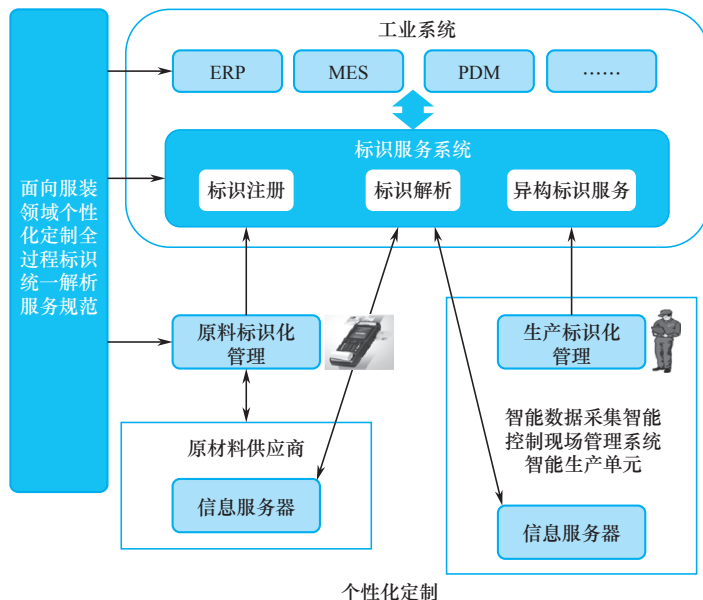 工业系统
ERP
MES
PDM
……
标识服务系统
标识注册
标识解析
异构标识服务
面向服装
领域个性
化定制全
过程标识
统一解析
服务规范
原料标识化
管理
生产标识化
管理
原材料供应商
信息服务器
智能数据采集智能
控制现场管理系统
智能生产单元
信息服务器
个性化定制